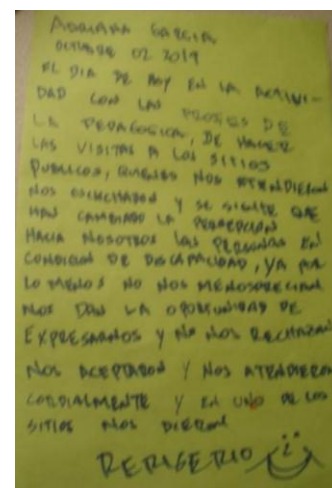 ADRIANA GARCIA
OCTUBRE 02 2019
EL DIA DE HOY EN LA ACTIVI-
DAD CON LAS PROFES DE
LA PEDAGOGICA, DE HACER
LAS VISITAS A LOS SITIOS
PUBLICOS, QUIENES NOS ATENDIERON
NOS ESCUCHARON Y SE SIENTE QUE
HAN CAMBIADO LA PERCEPCIÓN
HACIA NOSOTROS LAS PERSONAS EN
CONDICION DE DISCAPACIDAD, YA POR
LO MENOS NO NOS MENOSPRECIAN
NOS DAN LA OPORTUNIDAD DE
EXPRESARNOS Y NO NOS RECHAZAN
NOS ACEPTARON Y NOS ATENDIERON
CORDIALMENTE Y EN UNO DE LOS
SITIOS NOS DIERON
REFRIGERIO